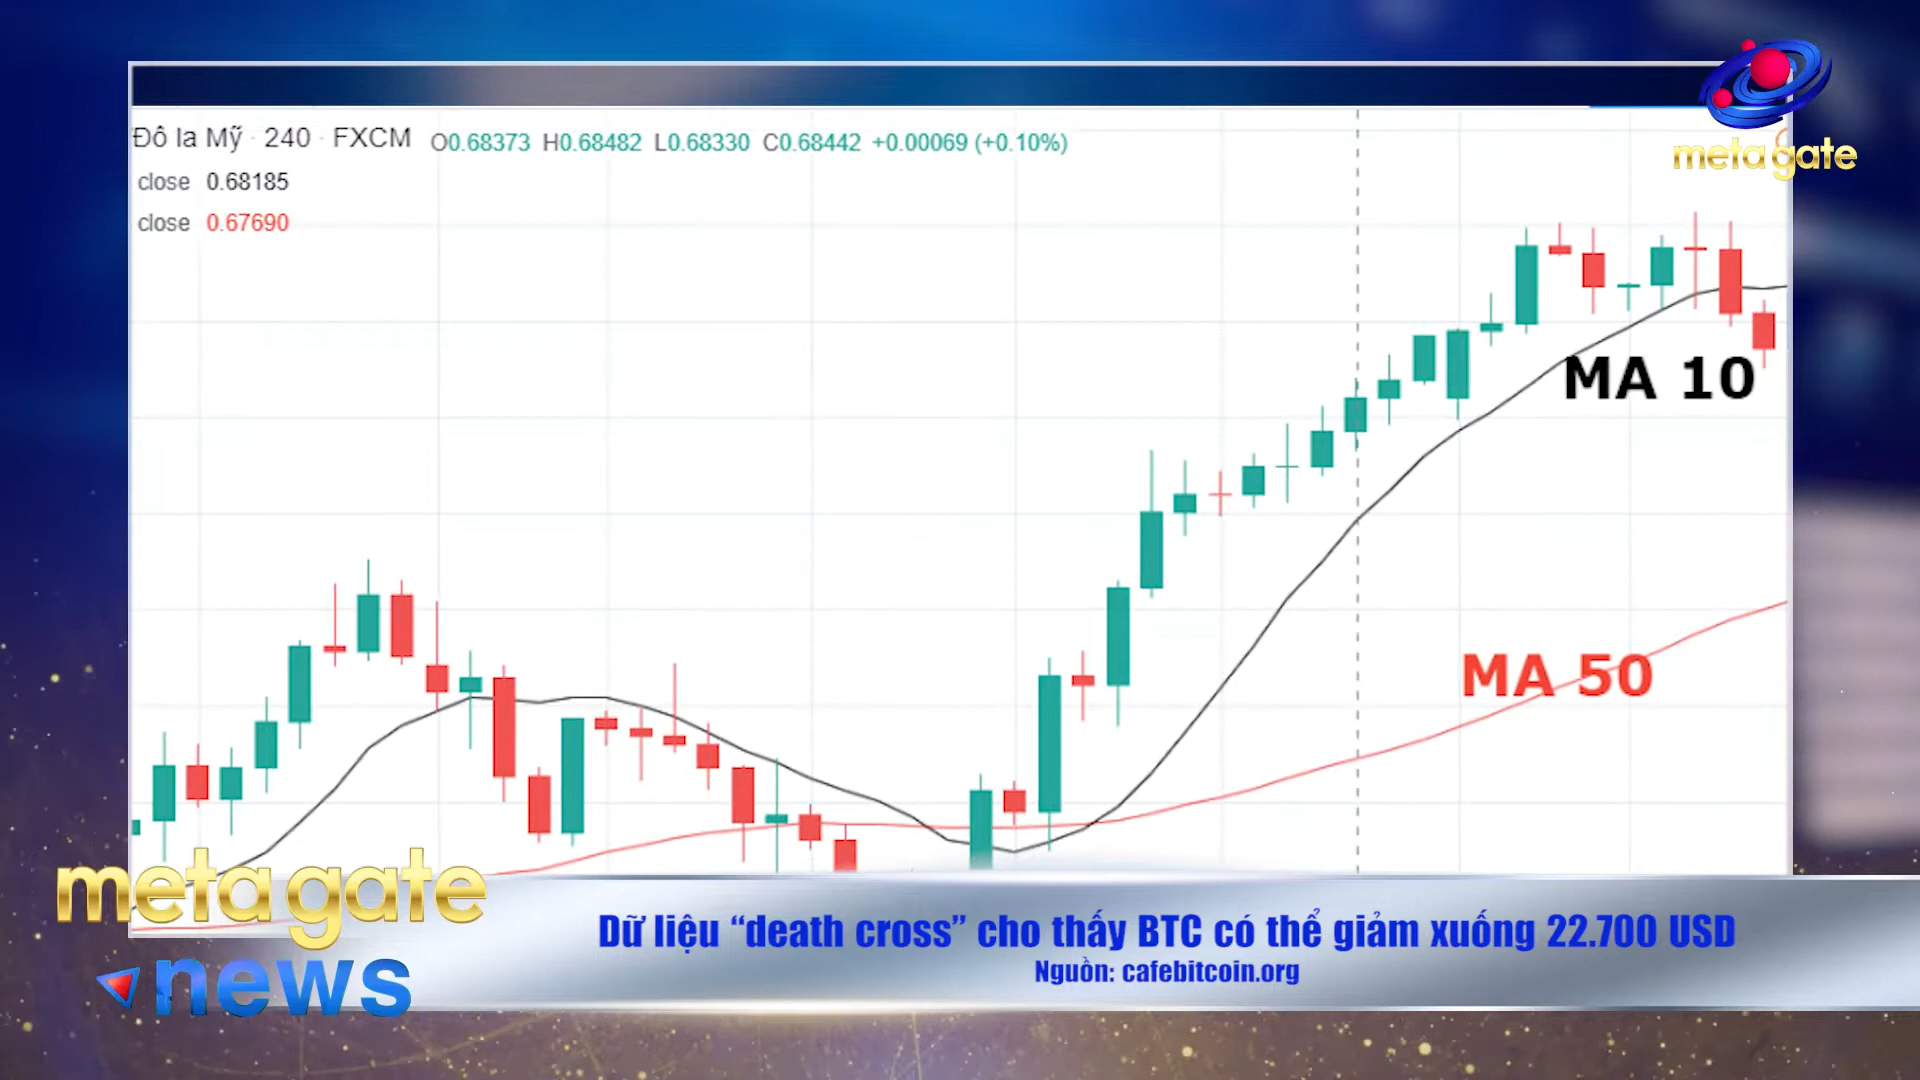 meta gate
Đô la Mỹ · 240 · FXCM O0.68373 H0.68482 L0.68330 C0.68442 +0.00069 (+0.10%)
close 0.68185
close 0.67690
MA 10
MA 50
meta gate
news
Dữ liệu “death cross” cho thấy BTC có thể giảm xuống 22.700 USD
Nguồn: cafebitcoin.org